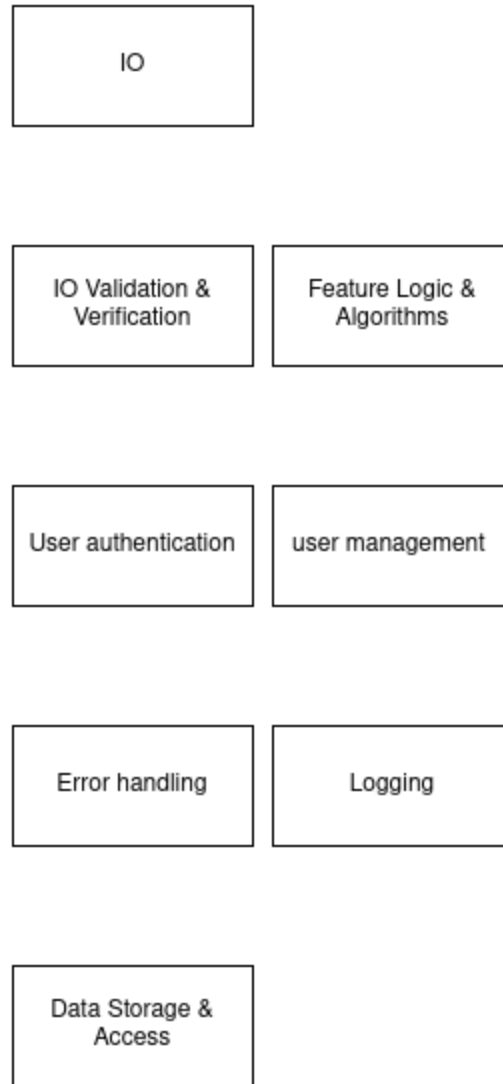 IO
IO Validation &
Verification
Feature Logic &
Algorithms
User authentication
user management
Error handling
Logging
Data Storage &
Access